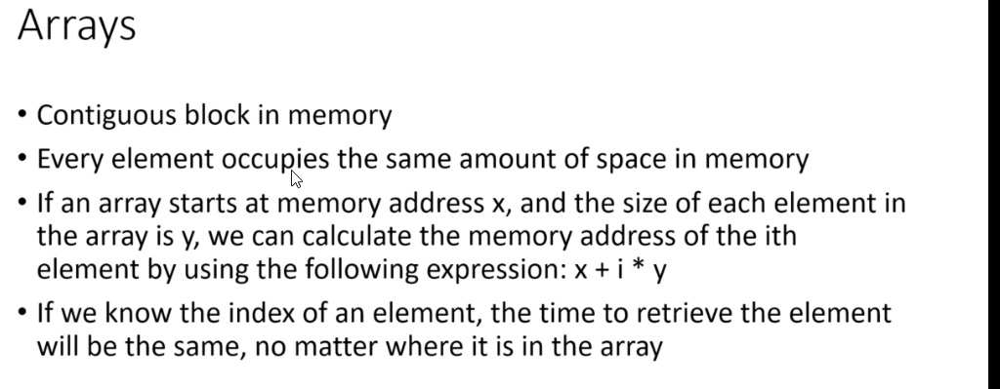 Arrays
• Contiguous block in memory
• Every element occupies the same amount of space in memory
• If an array starts at memory address x, and the size of each element in
the array is y, we can calculate the memory address of the ith
element by using the following expression: x + i * y
• If we know the index of an element, the time to retrieve the element
will be the same, no matter where it is in the array